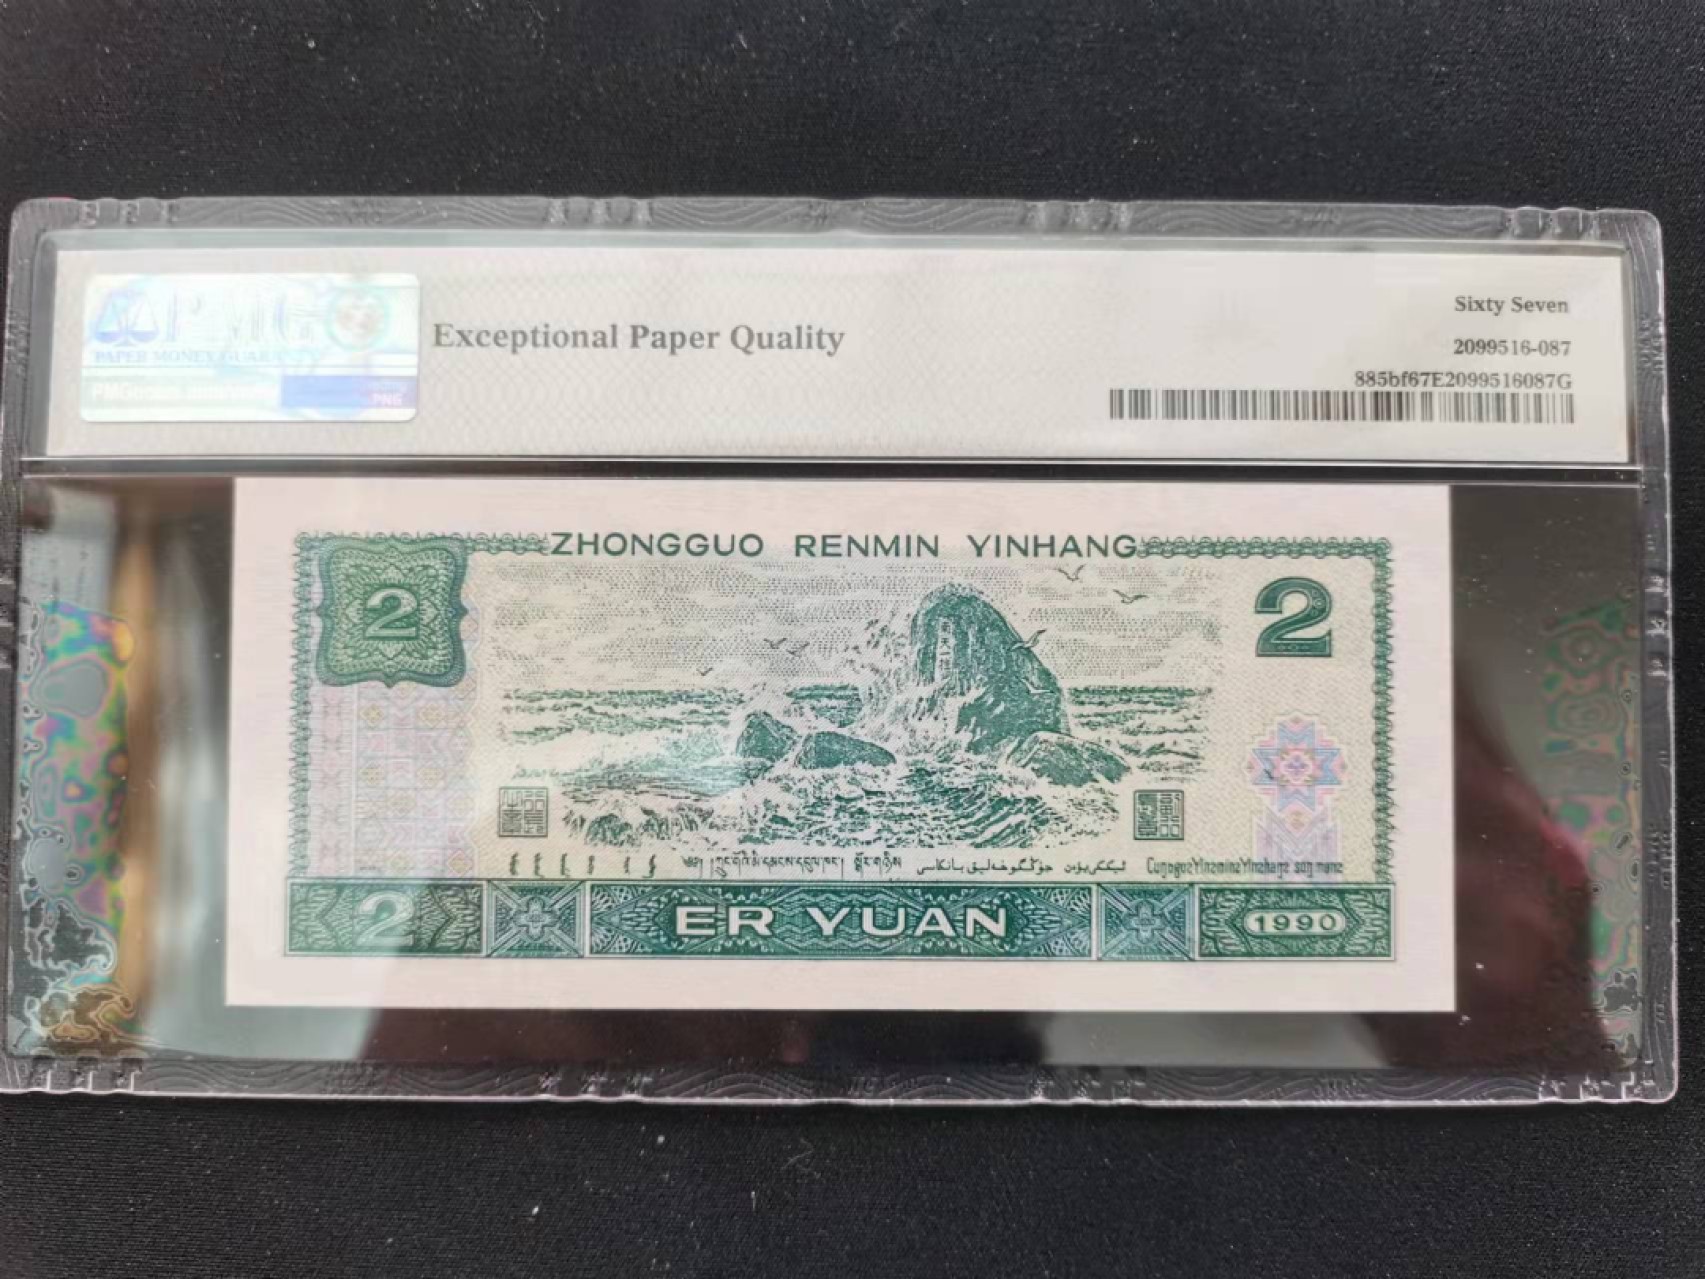 PMG
PAPER MONEY GUARANTY
Exceptional Paper Quality
Sixty Seven
2099516-087
885bf67E2099516087G
ZHONGGUO RENMIN YINHANG
2
2
2
ER YUAN
1990